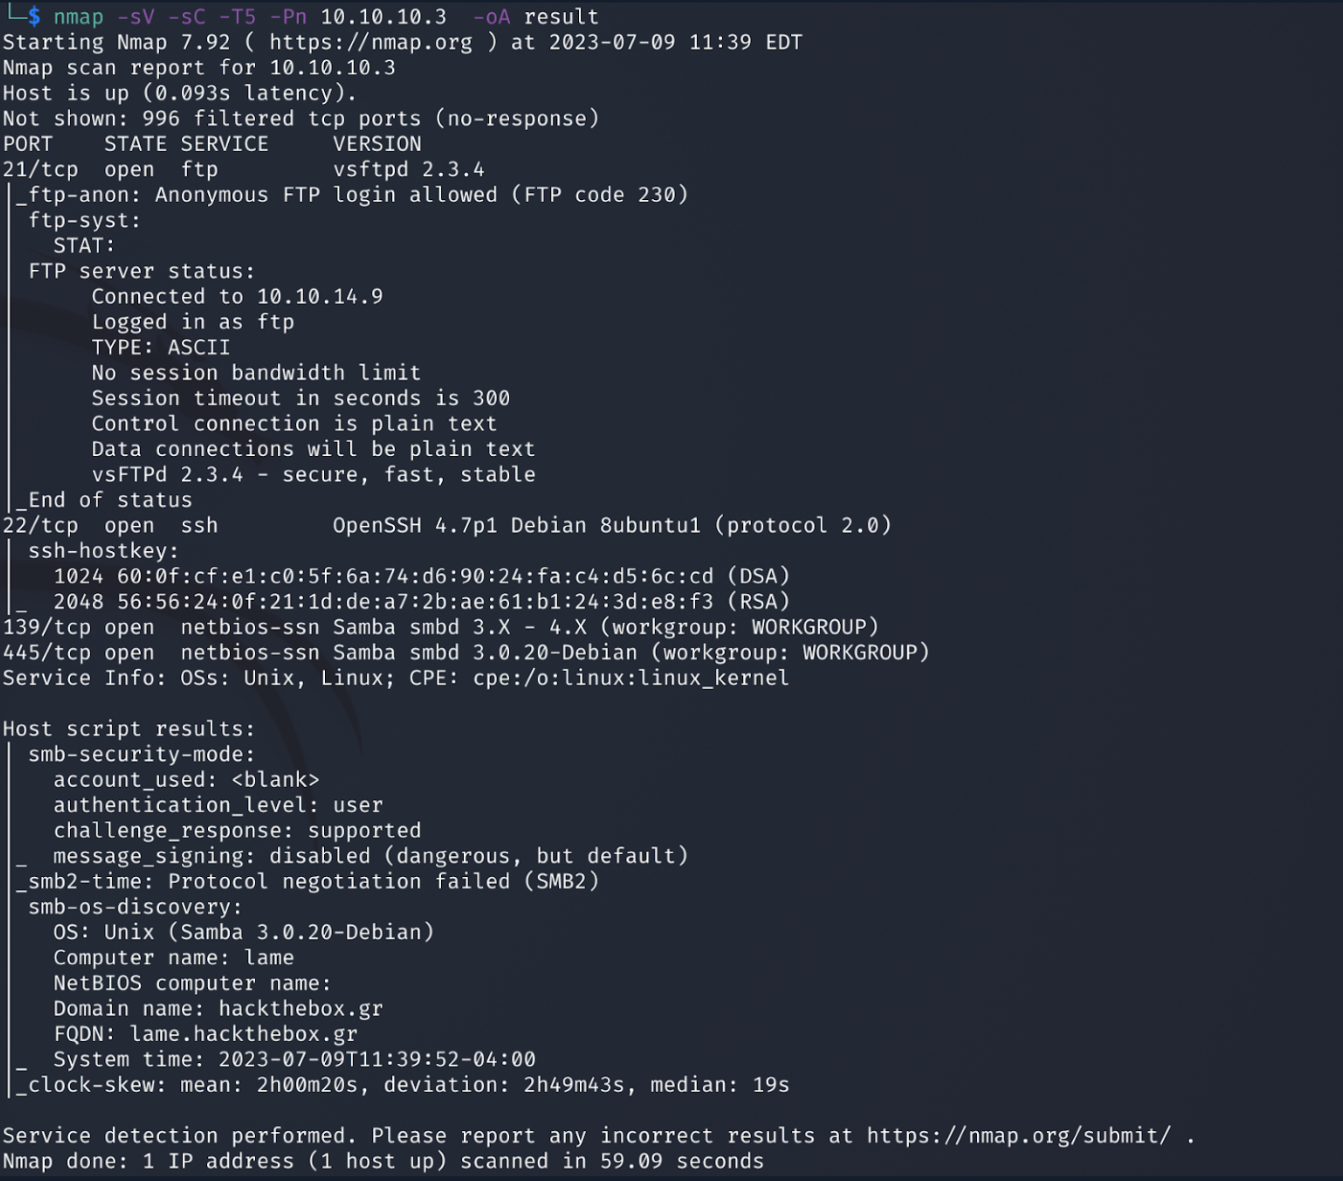 └─$ nmap -sV -sC -T5 -Pn 10.10.10.3  -oA result
Starting Nmap 7.92 ( https://nmap.org ) at 2023-07-09 11:39 EDT
Nmap scan report for 10.10.10.3
Host is up (0.093s latency).
Not shown: 996 filtered tcp ports (no-response)
PORT    STATE SERVICE     VERSION
21/tcp  open  ftp         vsftpd 2.3.4
|_ftp-anon: Anonymous FTP login allowed (FTP code 230)
| ftp-syst:
|   STAT:
| FTP server status:
|      Connected to 10.10.14.9
|      Logged in as ftp
|      TYPE: ASCII
|      No session bandwidth limit
|      Session timeout in seconds is 300
|      Control connection is plain text
|      Data connections will be plain text
|      vsFTPd 2.3.4 - secure, fast, stable
|_End of status
22/tcp  open  ssh         OpenSSH 4.7p1 Debian 8ubuntu1 (protocol 2.0)
| ssh-hostkey:
|   1024 60:0f:cf:e1:c0:5f:6a:74:d6:90:24:fa:c4:d5:6c:cd (DSA)
|_  2048 56:56:24:0f:21:1d:de:a7:2b:ae:61:b1:24:3d:e8:f3 (RSA)
139/tcp open  netbios-ssn Samba smbd 3.X - 4.X (workgroup: WORKGROUP)
445/tcp open  netbios-ssn Samba smbd 3.0.20-Debian (workgroup: WORKGROUP)
Service Info: OSs: Unix, Linux; CPE: cpe:/o:linux:linux_kernel

Host script results:
| smb-security-mode:
|   account_used: <blank>
|   authentication_level: user
|   challenge_response: supported
|_  message_signing: disabled (dangerous, but default)
|_smb2-time: Protocol negotiation failed (SMB2)
| smb-os-discovery:
|   OS: Unix (Samba 3.0.20-Debian)
|   Computer name: lame
|   NetBIOS computer name:
|   Domain name: hackthebox.gr
|   FQDN: lame.hackthebox.gr
|_  System time: 2023-07-09T11:39:52-04:00
|_clock-skew: mean: 2h00m20s, deviation: 2h49m43s, median: 19s

Service detection performed. Please report any incorrect results at https://nmap.org/submit/ .
Nmap done: 1 IP address (1 host up) scanned in 59.09 seconds